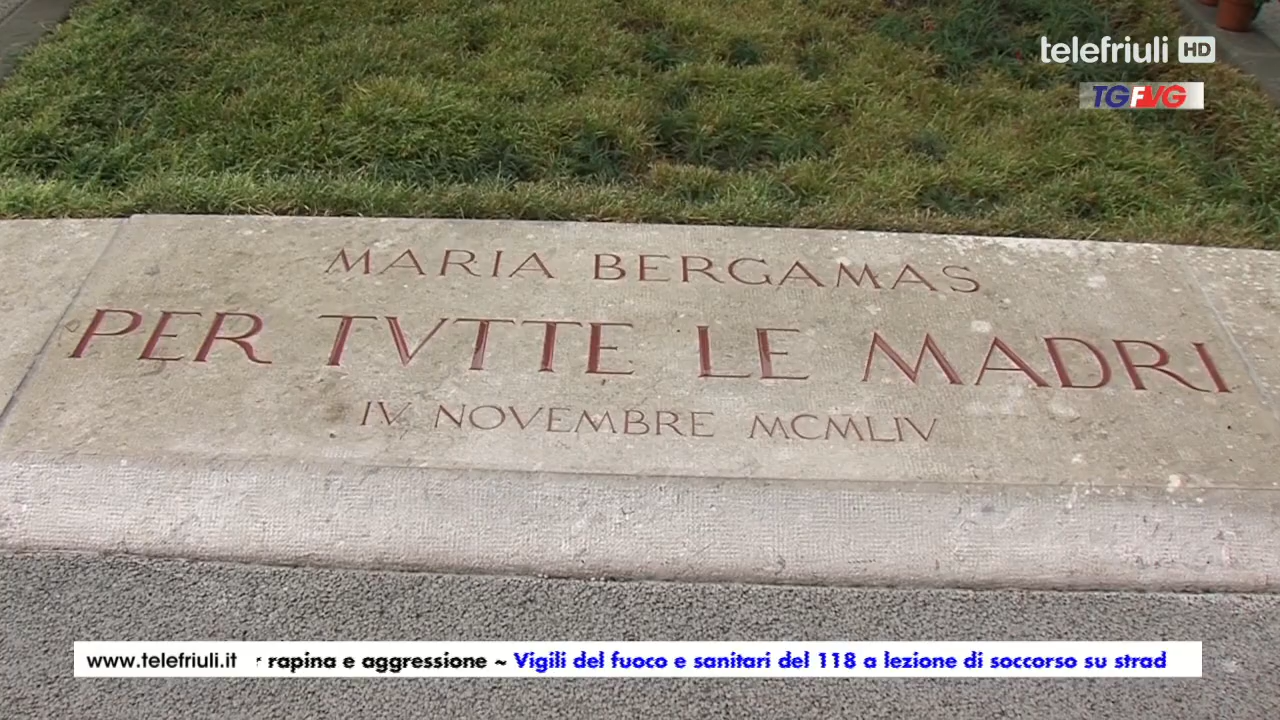 telefriuli HD
TGFVG
MARIA BERGAMAS
PER TVTTE LE MADRI
IV NOVEMBRE MCMLIV
www.telefriuli.it rapina e aggressione ~ Vigili del fuoco e sanitari del 118 a lezione di soccorso su strad